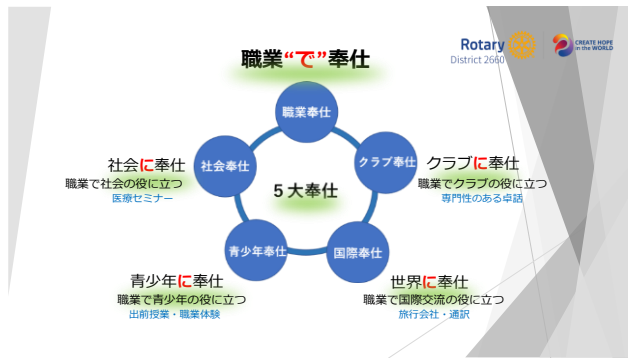 Rotary
District 2660
CREATE HOPE
in the WORLD
職業“で”奉仕
職業奉仕
社会奉仕
クラブ奉仕
5大奉仕
青少年奉仕
国際奉仕
社会に奉仕
職業で社会の役に立つ
医療セミナー
クラブに奉仕
職業でクラブの役に立つ
専門性のある卓話
青少年に奉仕
職業で青少年の役に立つ
出前授業・職業体験
世界に奉仕
職業で国際交流の役に立つ
旅行会社・通訳